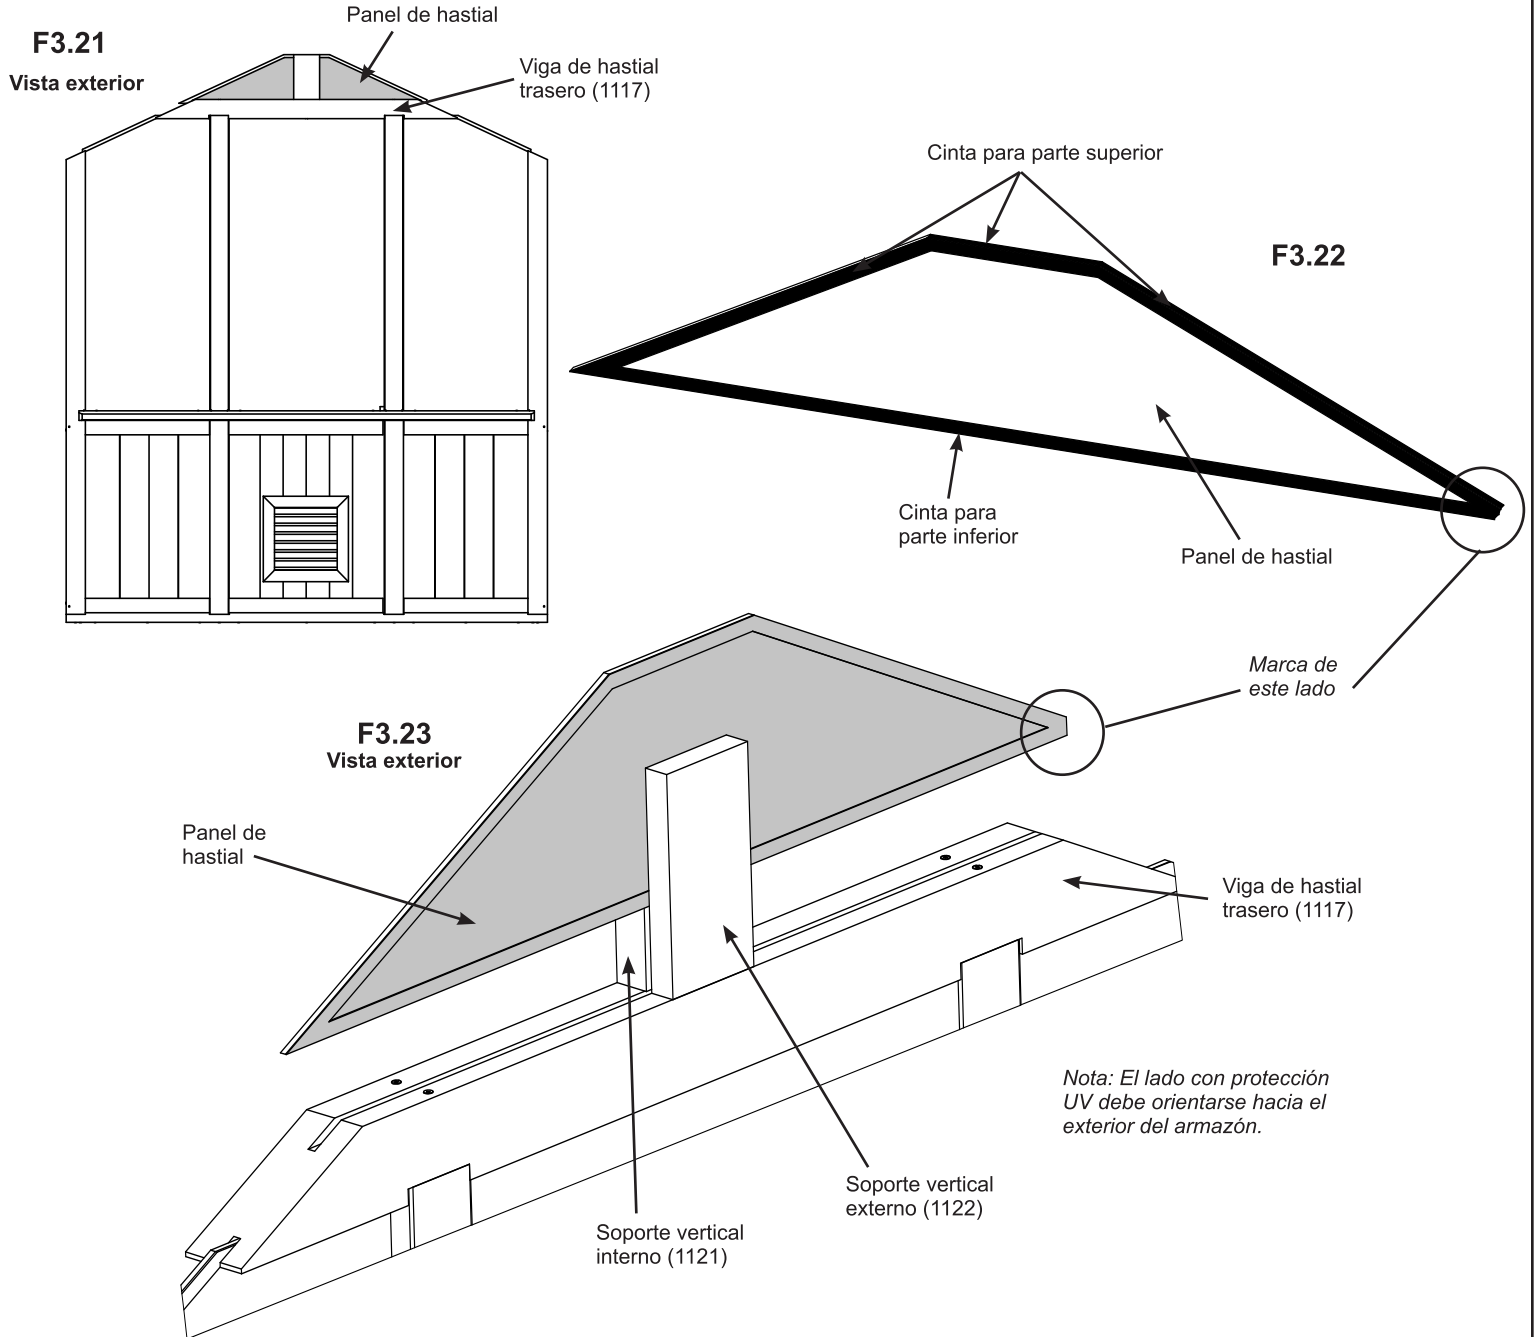 Panel de hastial
F3.21
Vista exterior
Viga de hastial
trasero (1117)
Cinta para parte superior
F3.22
Cinta para
parte inferior
Panel de hastial
Marca de
este lado
F3.23
Vista exterior
Panel de
hastial
Viga de hastial
trasero (1117)
Nota: El lado con protección
UV debe orientarse hacia el
exterior del armazón.
Soporte vertical
externo (1122)
Soporte vertical
interno (1121)